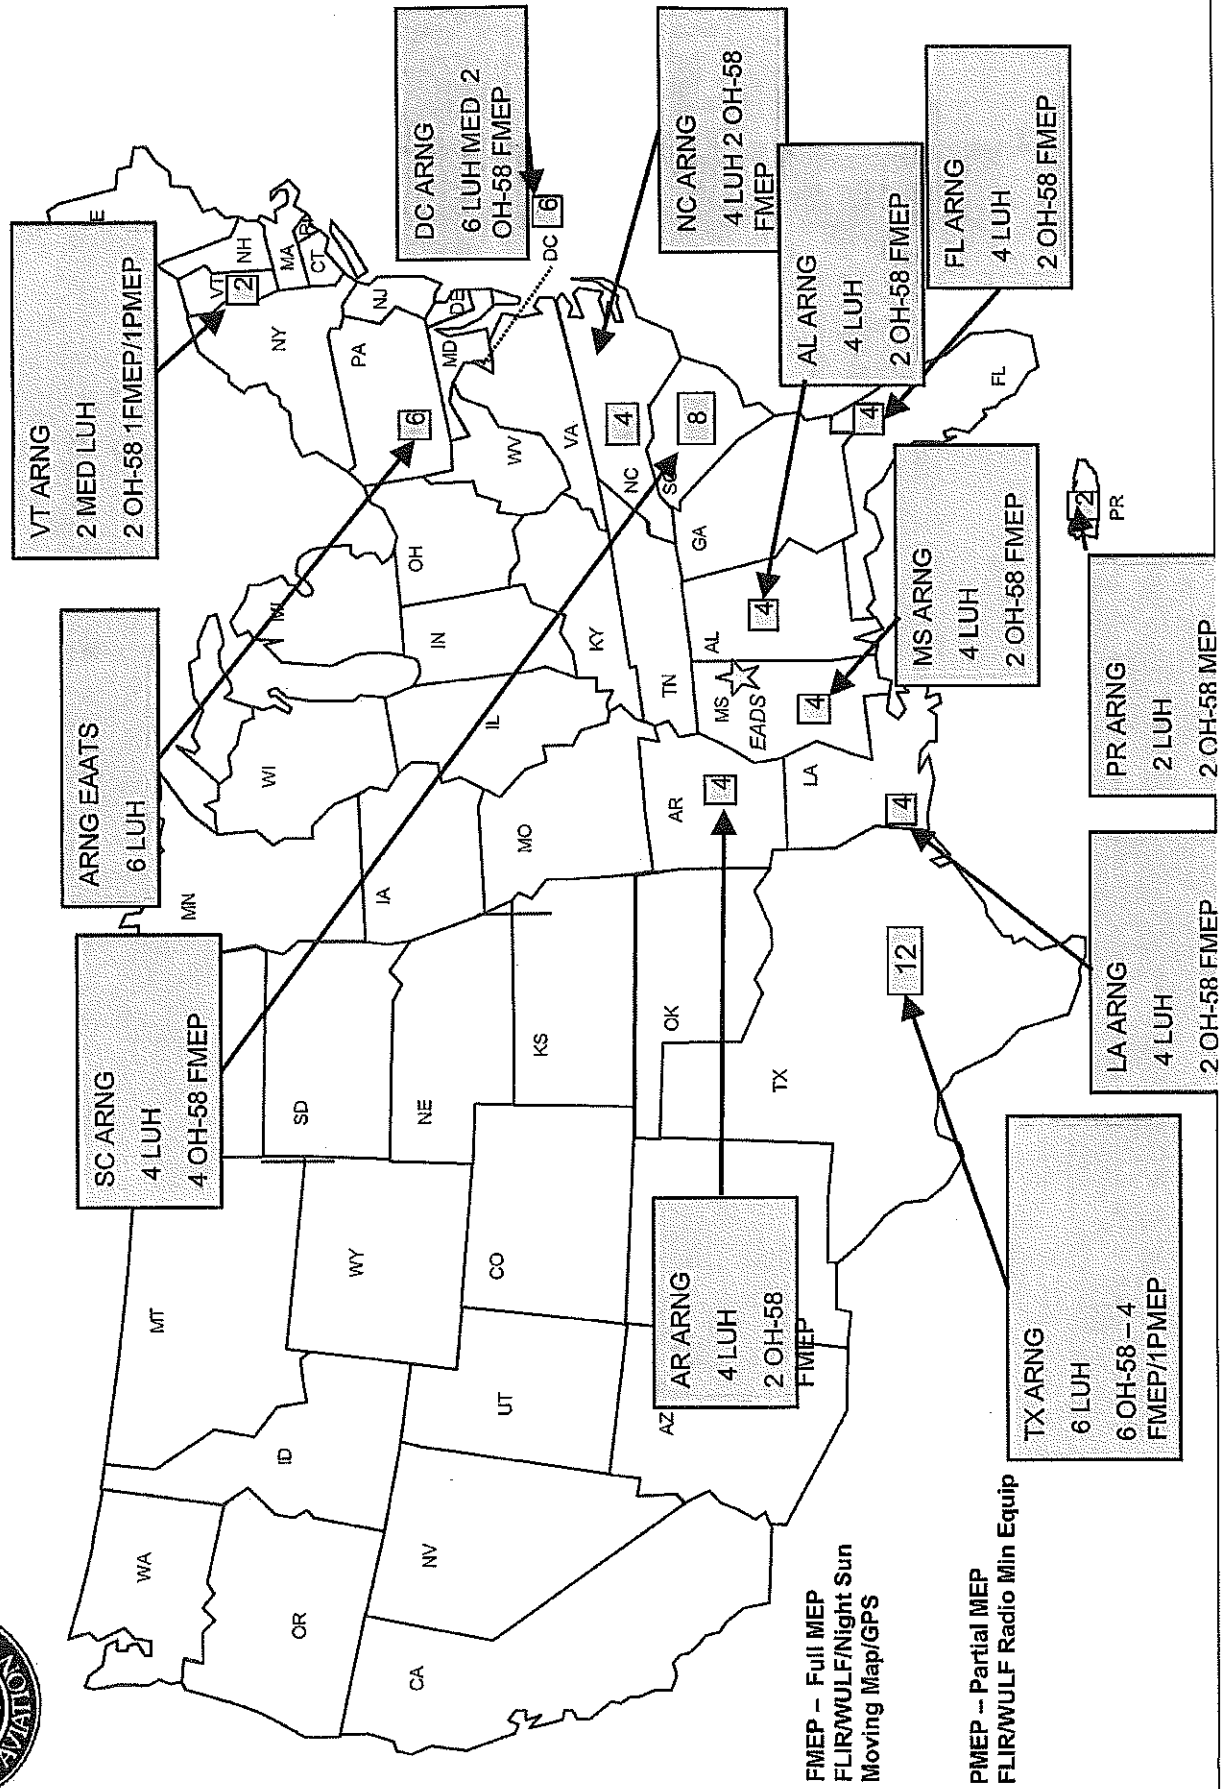 AVIATION
SC ARNG
4 LUH
4 OH-58 FMEP
ARNG EAATS
6 LUH
VT ARNG
2 MED LUH
2 OH-58 1FMEP/1PMEP
DC ARNG
6 LUH MED 2
OH-58 FMEP
NC ARNG
4 LUH 2 OH-58
FMEP
AL ARNG
4 LUH
2 OH-58 FMEP
FL ARNG
4 LUH
2 OH-58 FMEP
MS ARNG
4 LUH
2 OH-58 FMEP
PR ARNG
2 LUH
2 OH-58 MEP
LA ARNG
4 LUH
2 OH-58 FMEP
TX ARNG
6 LUH
6 OH-58 – 4
FMEP/1PMEP
AR ARNG
4 LUH
2 OH-58
FMEP
WA
OR
CA
NV
ID
MT
WY
UT
AZ
CO
SD
NE
KS
OK
TX
12
MN
IA
MO
AR
4
LA
4
WI
IL
MI
IN
OH
KY
TN
MS
EADS
4
AL
4
GA
SC
8
NC
4
VA
WV
PA
6
NY
VT
2
NH
E
MA
RI
CT
NJ
DE
MD
DC
6
FL
4
PR
2
FMEP – Full MEP
FLIR/WULF/Night Sun
Moving Map/GPS
PMEP – Partial MEP
FLIR/WULF Radio Min Equip